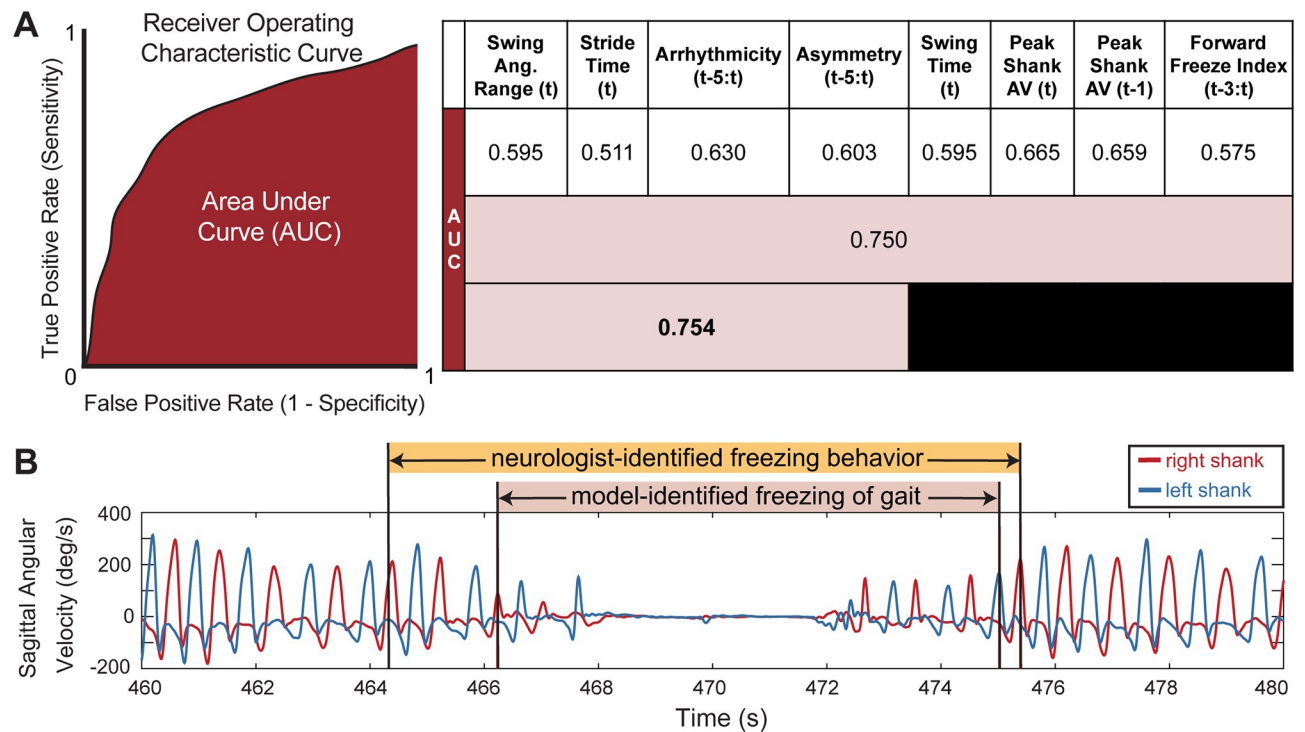 A
Receiver Operating
Characteristic Curve
1
True Positive Rate (Sensitivity)
Area Under
Curve (AUC)
0
1
False Positive Rate (1 - Specificity)
Swing
Ang.
Range (t)
Stride
Time
(t)
Arrhythmicity
(t-5:t)
Asymmetry
(t-5:t)
Swing
Time
(t)
Peak
Shank
AV (t)
Peak
Shank
AV (t-1)
Forward
Freeze Index
(t-3:t)
AUC
0.595
0.511
0.630
0.603
0.595
0.665
0.659
0.575
0.750
0.754
B
neurologist-identified freezing behavior
model-identified freezing of gait
right shank
left shank
Sagittal Angular
Velocity (deg/s)
400
200
0
-200
460
462
464
466
468
470
472
474
476
478
480
Time (s)